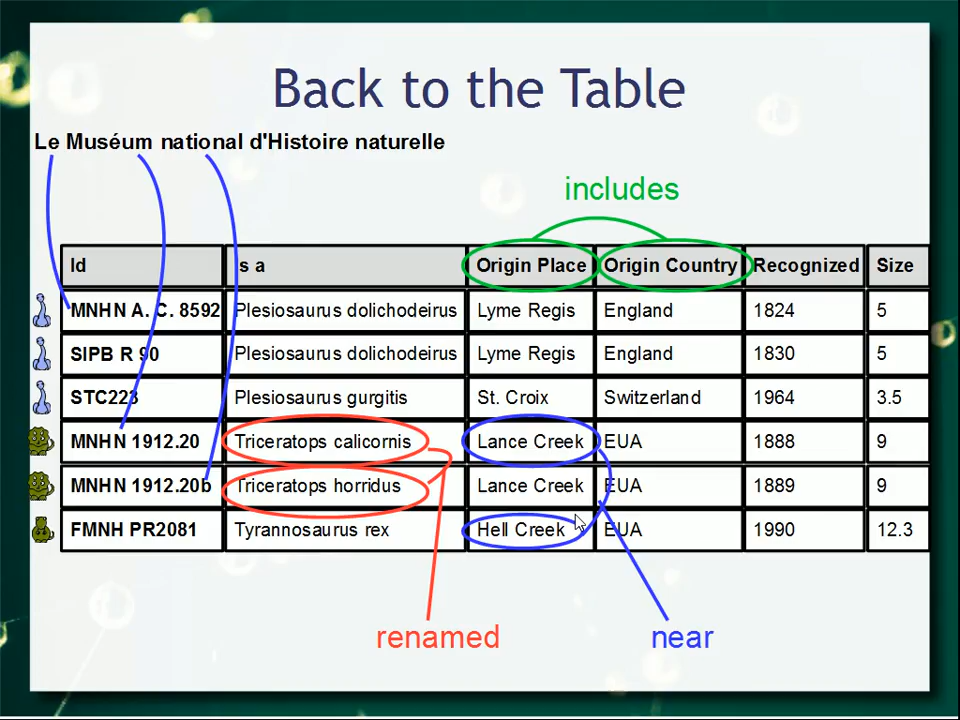 Back to the Table
Le Muséum national d'Histoire naturelle
includes
Id s a Origin Place Origin Country Recognized Size
MNHN A. C. 8592 Plesiosaurus dolichodeirus Lyme Regis England 1824 5
SIPB R 90 Plesiosaurus dolichodeirus Lyme Regis England 1830 5
STC223 Plesiosaurus gurgitis St. Croix Switzerland 1964 3.5
MNHN 1912.20 Triceratops calicornis Lance Creek EUA 1888 9
MNHN 1912.20b Triceratops horridus Lance Creek EUA 1889 9
FMNH PR2081 Tyrannosaurus rex Hell Creek EUA 1990 12.3
renamed near